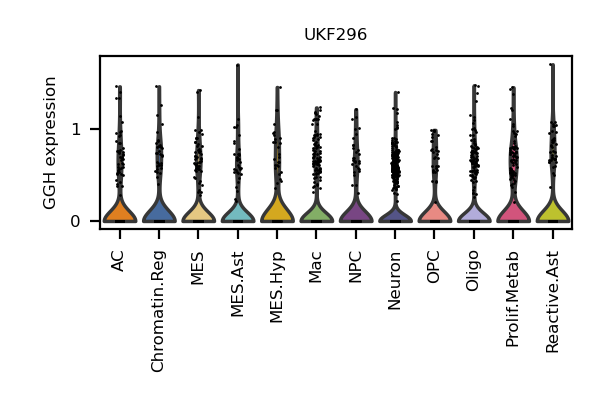 UKF296
GGH expression
1
0
AC
Chromatin.Reg
MES
MES.Ast
MES.Hyp
Mac
NPC
Neuron
OPC
Oligo
Prolif.Metab
Reactive.Ast